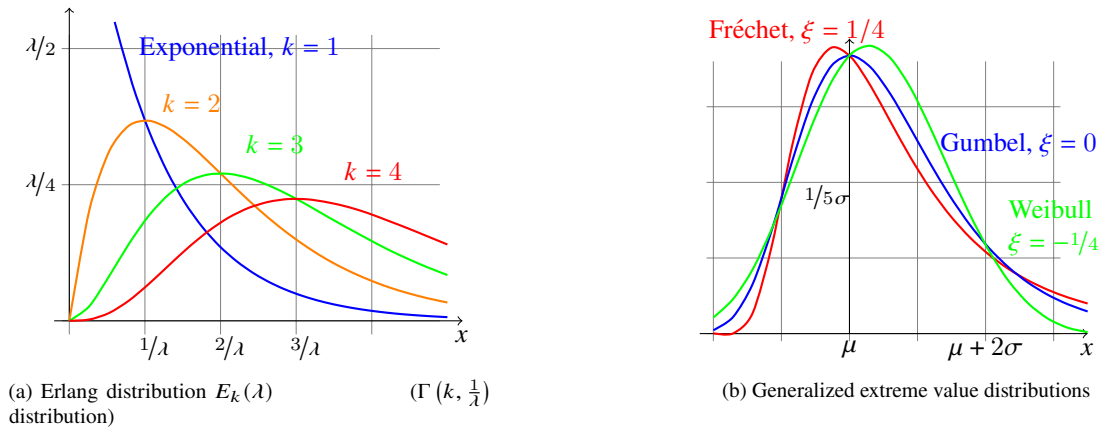 λ/2
Exponential, k = 1
k = 2
k = 3
k = 4
λ/4
1/λ
2/λ
3/λ
x
(a) Erlang distribution E_k(λ) (Γ (k, 1/λ)
distribution)
Fréchet, ξ = 1/4
Gumbel, ξ = 0
1/5σ
Weibull
ξ = −1/4
μ
μ + 2σ
x
(b) Generalized extreme value distributions